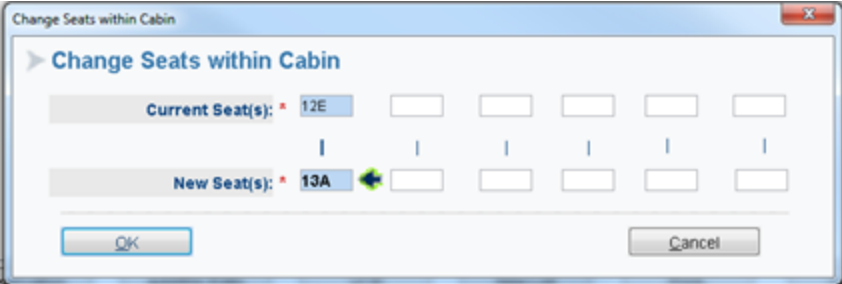 Change Seats within Cabin
Change Seats within Cabin
Current Seat(s): * 12E
New Seat(s): * 13A
OK Cancel